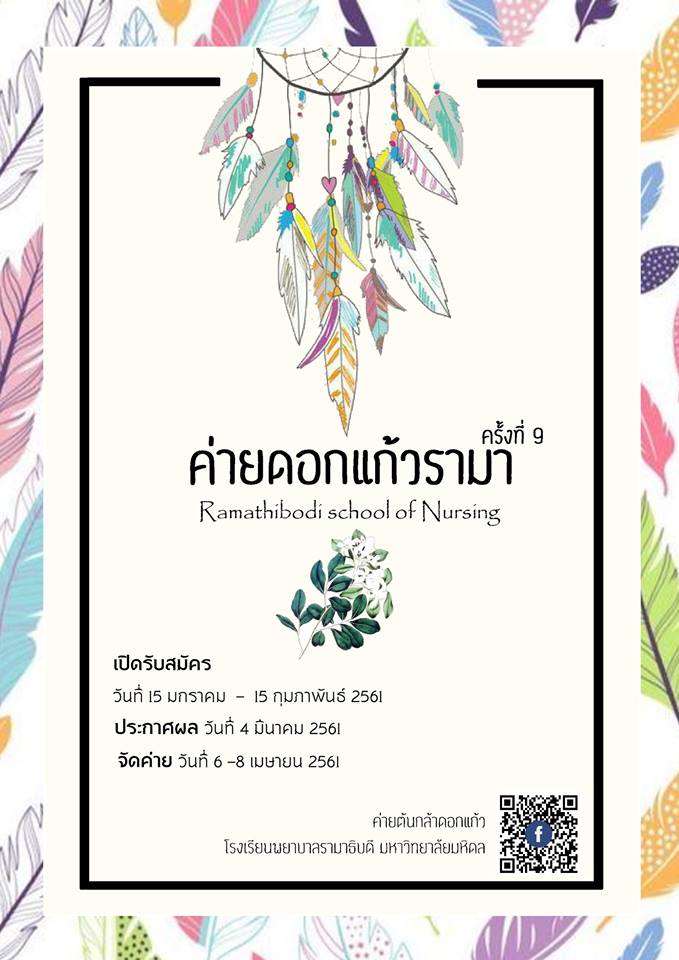 ครั้งที่ 9
ค่ายดอกแก้วรามา
Ramathibodi school of Nursing
เปิดรับสมัคร
วันที่ 15 มกราคม – 15 กุมภาพันธ์ 2561
ประกาศผล วันที่ 4 มีนาคม 2561
จัดค่าย วันที่ 6 –8 เมษายน 2561
ค่ายต้นกล้าดอกแก้ว
โรงเรียนพยาบาลรามาธิบดี มหาวิทยาลัยมหิดล